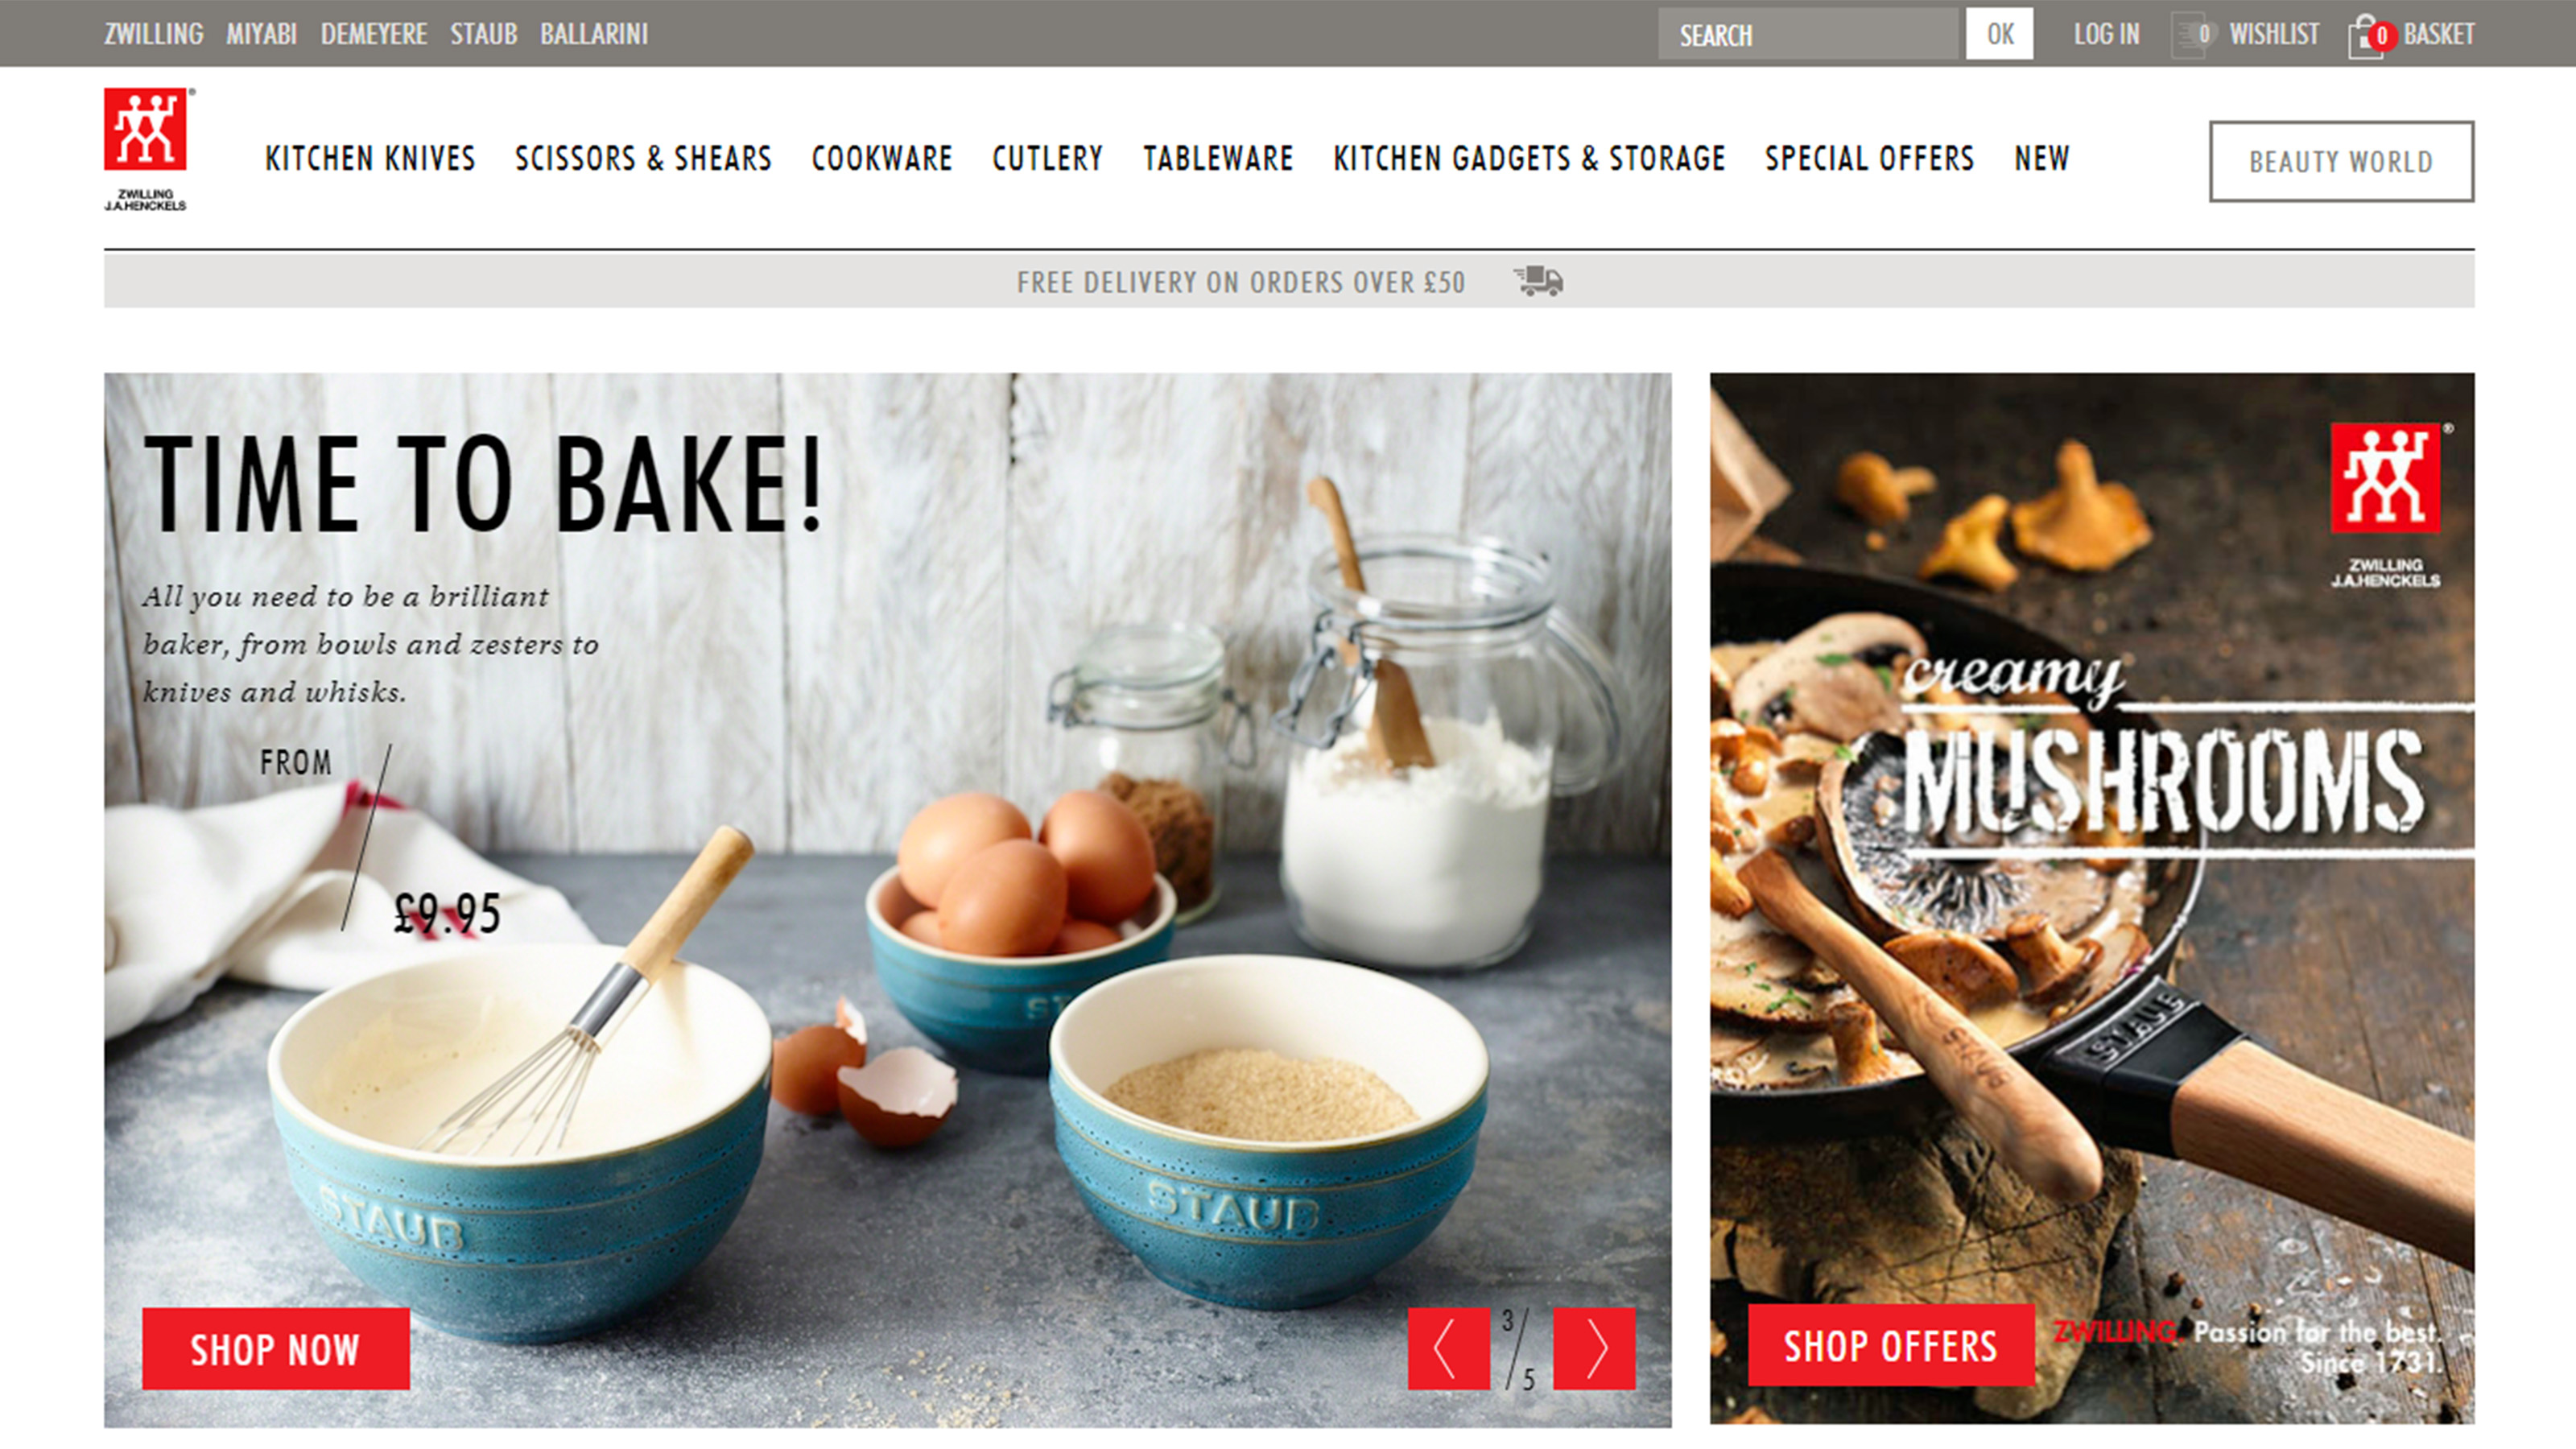 ZWILLING MIYABI DEMEYERE STAUB BALLARINI
SEARCH OK LOG IN 0 WISHLIST 0 BASKET
ZWILLING
J.A.HENCKELS
KITCHEN KNIVES SCISSORS & SHEARS COOKWARE CUTLERY TABLEWARE KITCHEN GADGETS & STORAGE SPECIAL OFFERS NEW
BEAUTY WORLD
FREE DELIVERY ON ORDERS OVER £50
TIME TO BAKE!
All you need to be a brilliant
baker, from bowls and zesters to
knives and whisks.
FROM
£9.95
ST
STAUB
STAUB
SHOP NOW
3/5
®
ZWILLING
J.A.HENCKELS
creamy
MUSHROOMS
STAUB
STAUB
SHOP OFFERS
ZWILLING. Passion for the best.
Since 1731.